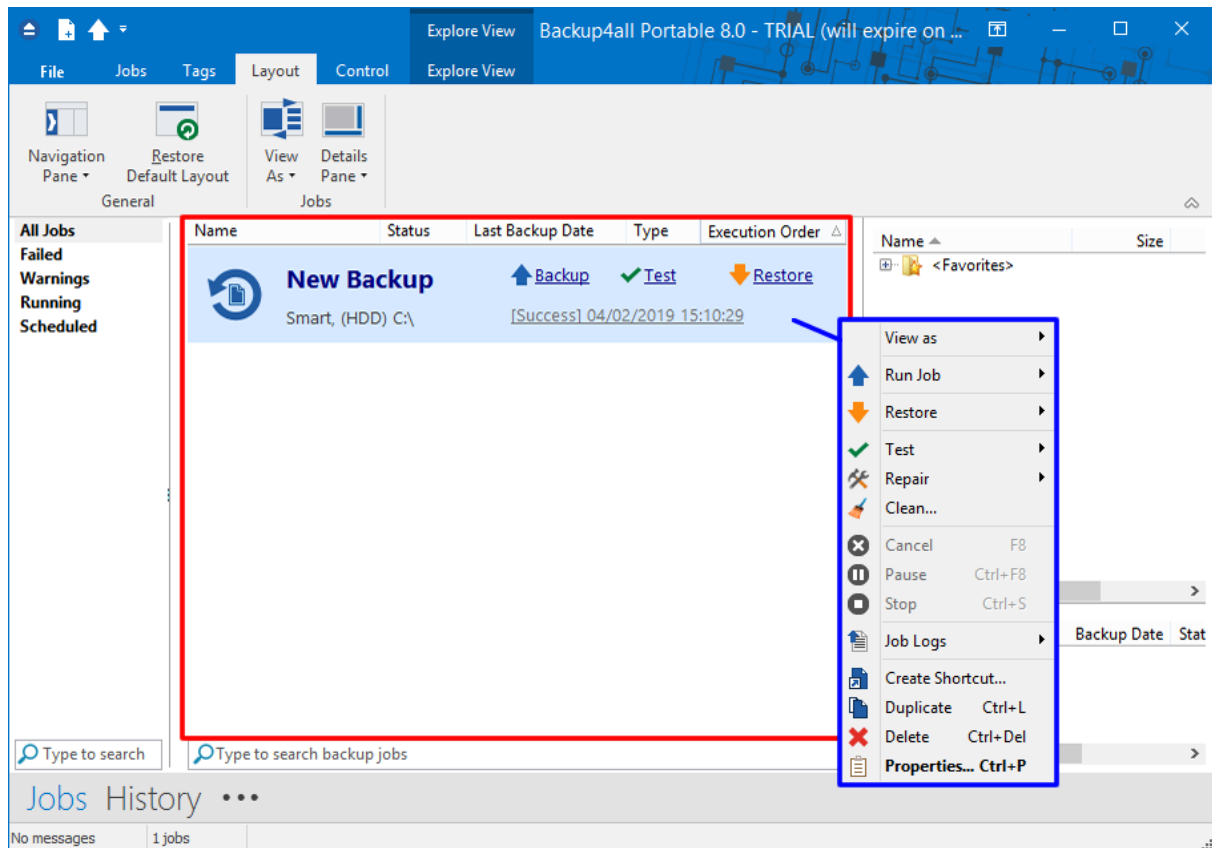 Explore View Backup4all Portable 8.0 - TRIAL (will expire on ...
File Jobs Tags Layout Control Explore View
Navigation Pane
Restore Default Layout
View As
Details Pane
General
Jobs
All Jobs
Failed
Warnings
Running
Scheduled
Type to search
Name Status Last Backup Date Type Execution Order
New Backup
Backup Test Restore
Smart, (HDD) C:\
[Success] 04/02/2019 15:10:29
Type to search backup jobs
Name Size
<Favorites>
View as
Run Job
Restore
Test
Repair
Clean...
Cancel F8
Pause Ctrl+F8
Stop Ctrl+S
Job Logs
Create Shortcut...
Duplicate Ctrl+L
Delete Ctrl+Del
Properties... Ctrl+P
Backup Date Stat
Jobs History •••
No messages 1 jobs